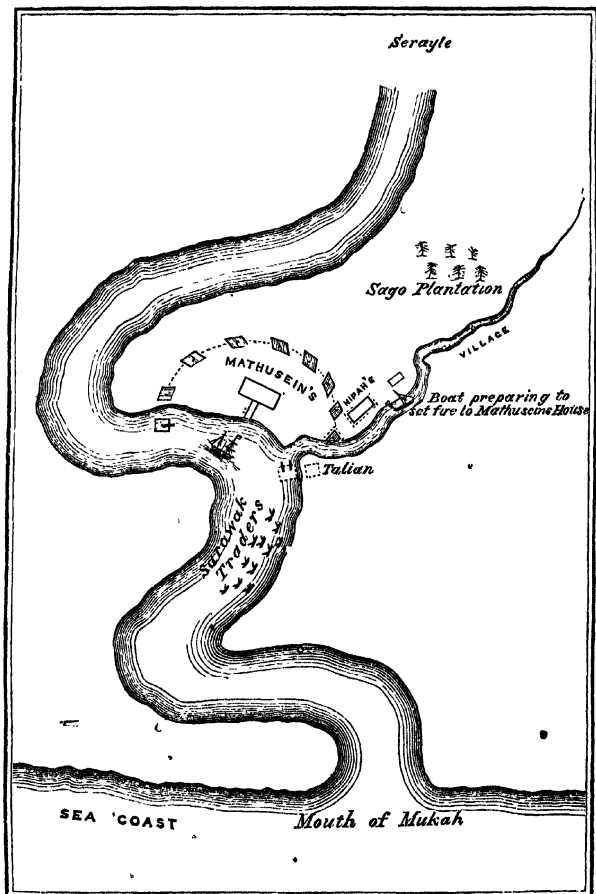 Serayle
Sago Plantation
VILLAGE
MATHUSEIN'S
KIPAH'S
Boat preparing to
set fire to Mathuseins House
Talian
Sarawak
Traders
SEA COAST
Mouth of Mukah